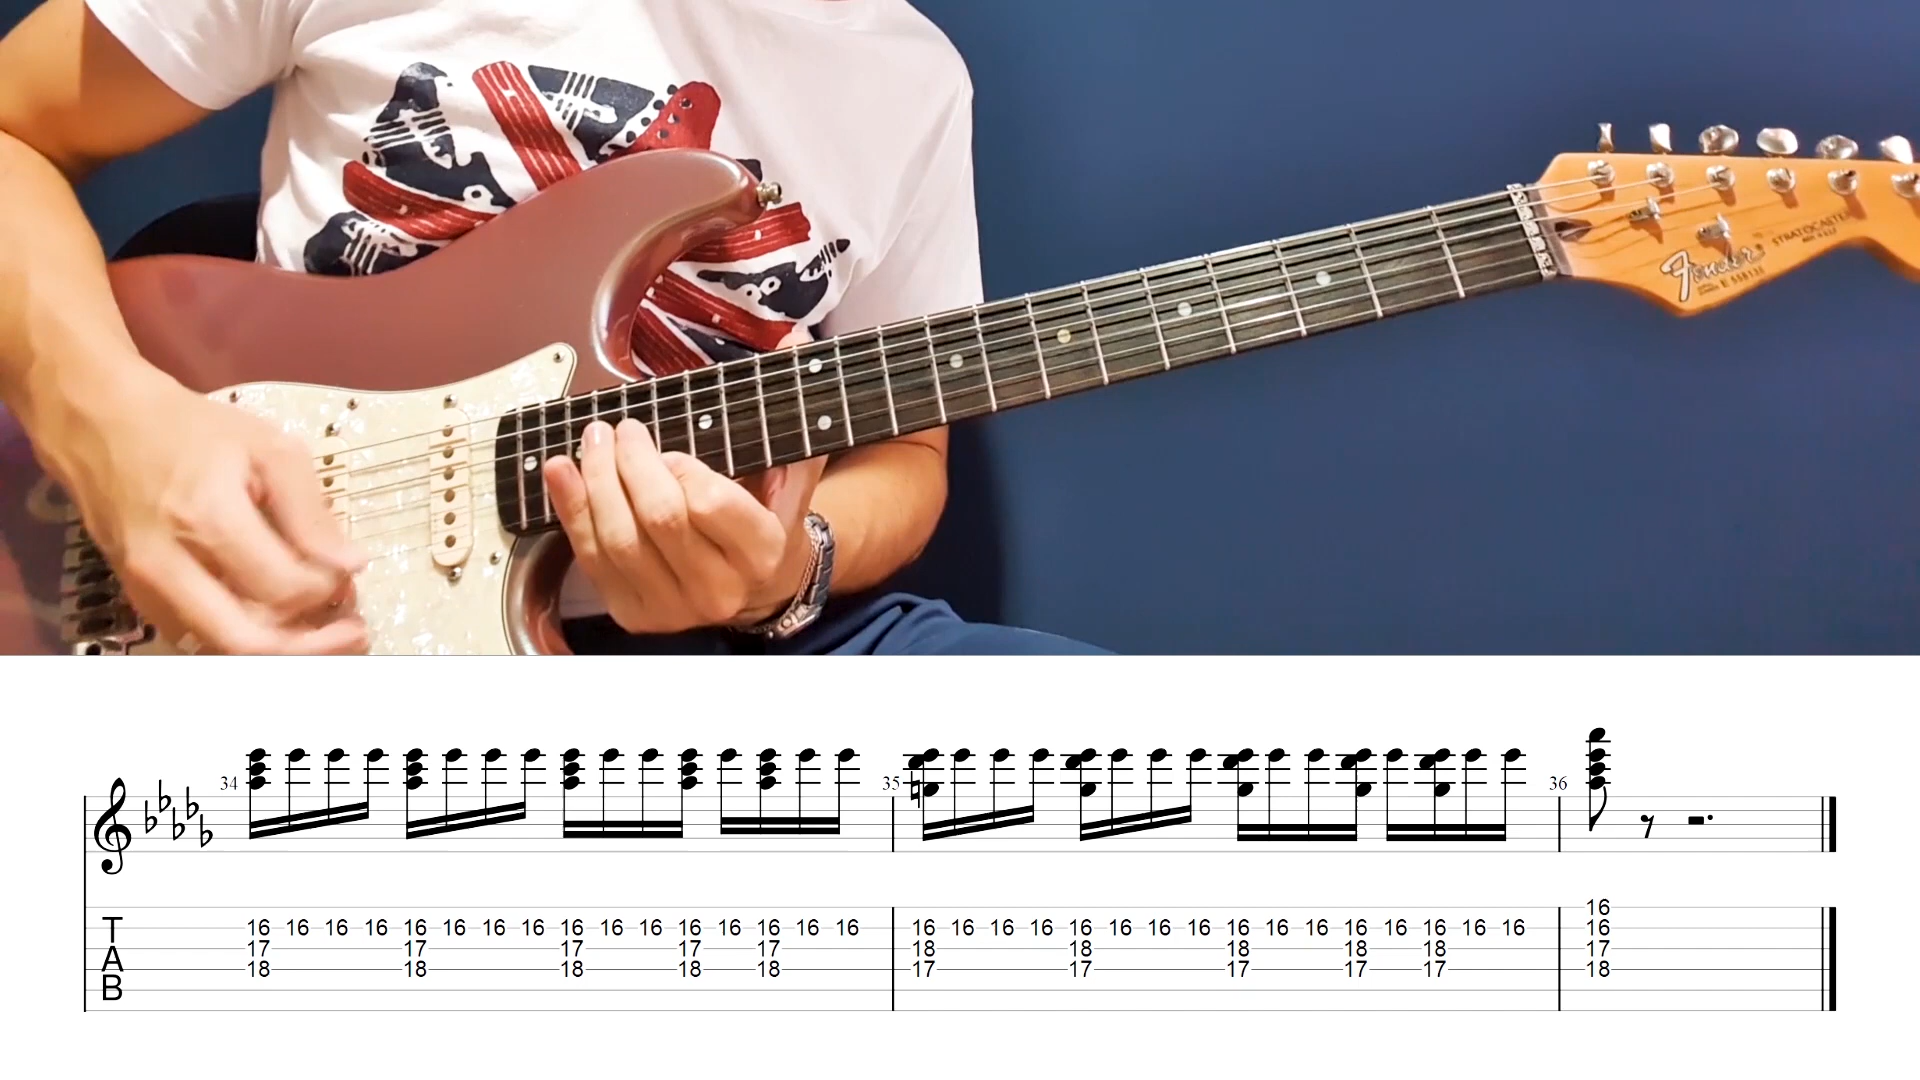 Fender STRATOCASTER
34 35 36
16
T 16 16 16 16 16 16 16 16 16 16 16 16 16 16 16 16 16 16 16 16 16 16 16 16 16 16 16 16 16 16 16 16 16
A 17 17 17 17 17 18 18 18 18 18 17
18 18 18 18 18 17 17 17 17 17 18
B